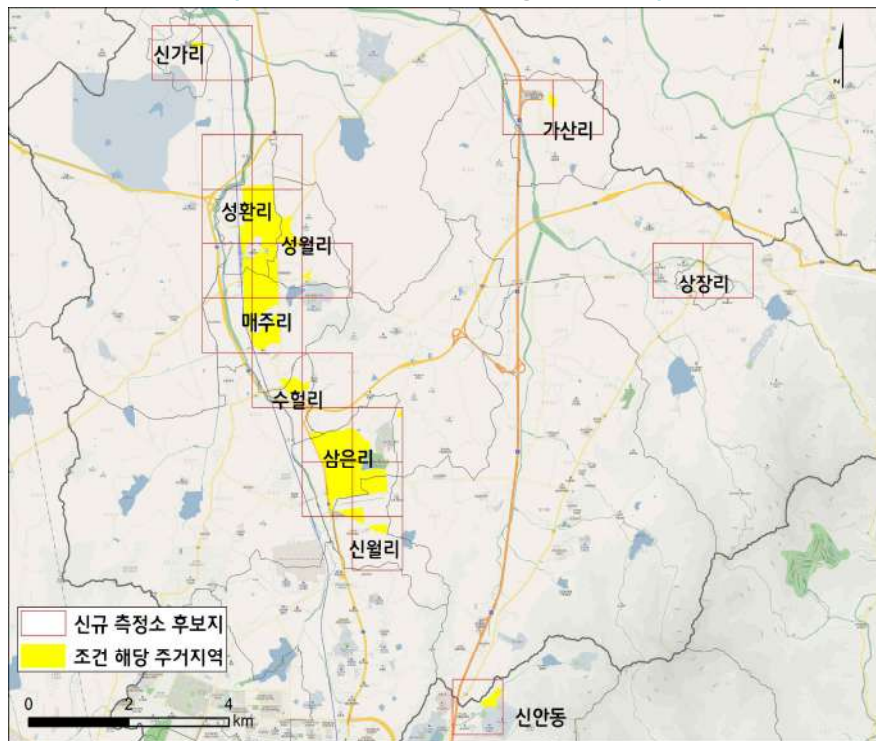 신가리
가산리
N
성환리
성월리
상장리
매주리
수헐리
삼은리
신월리
신규 측정소 후보지
조건 해당 주거지역
0 2 4
km
신안동